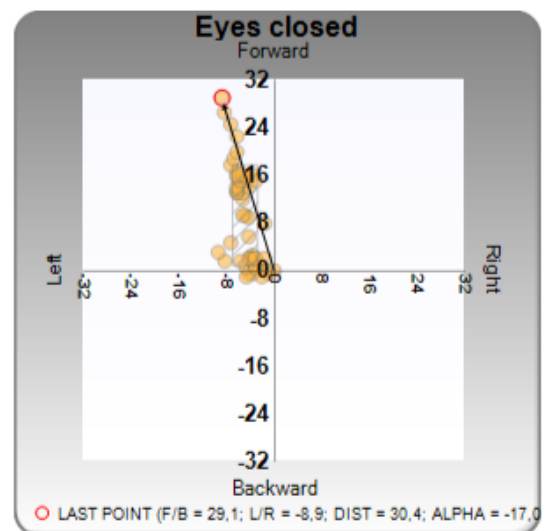 Eyes closed
Forward
32
24
16
8
0
-8
-16
-24
-32
Left
-32 -24 -16 -8 0 8 16 24 32
Right
Backward
LAST POINT (F/B = 29,1; L/R = -8,9; DIST = 30,4; ALPHA = -17,0